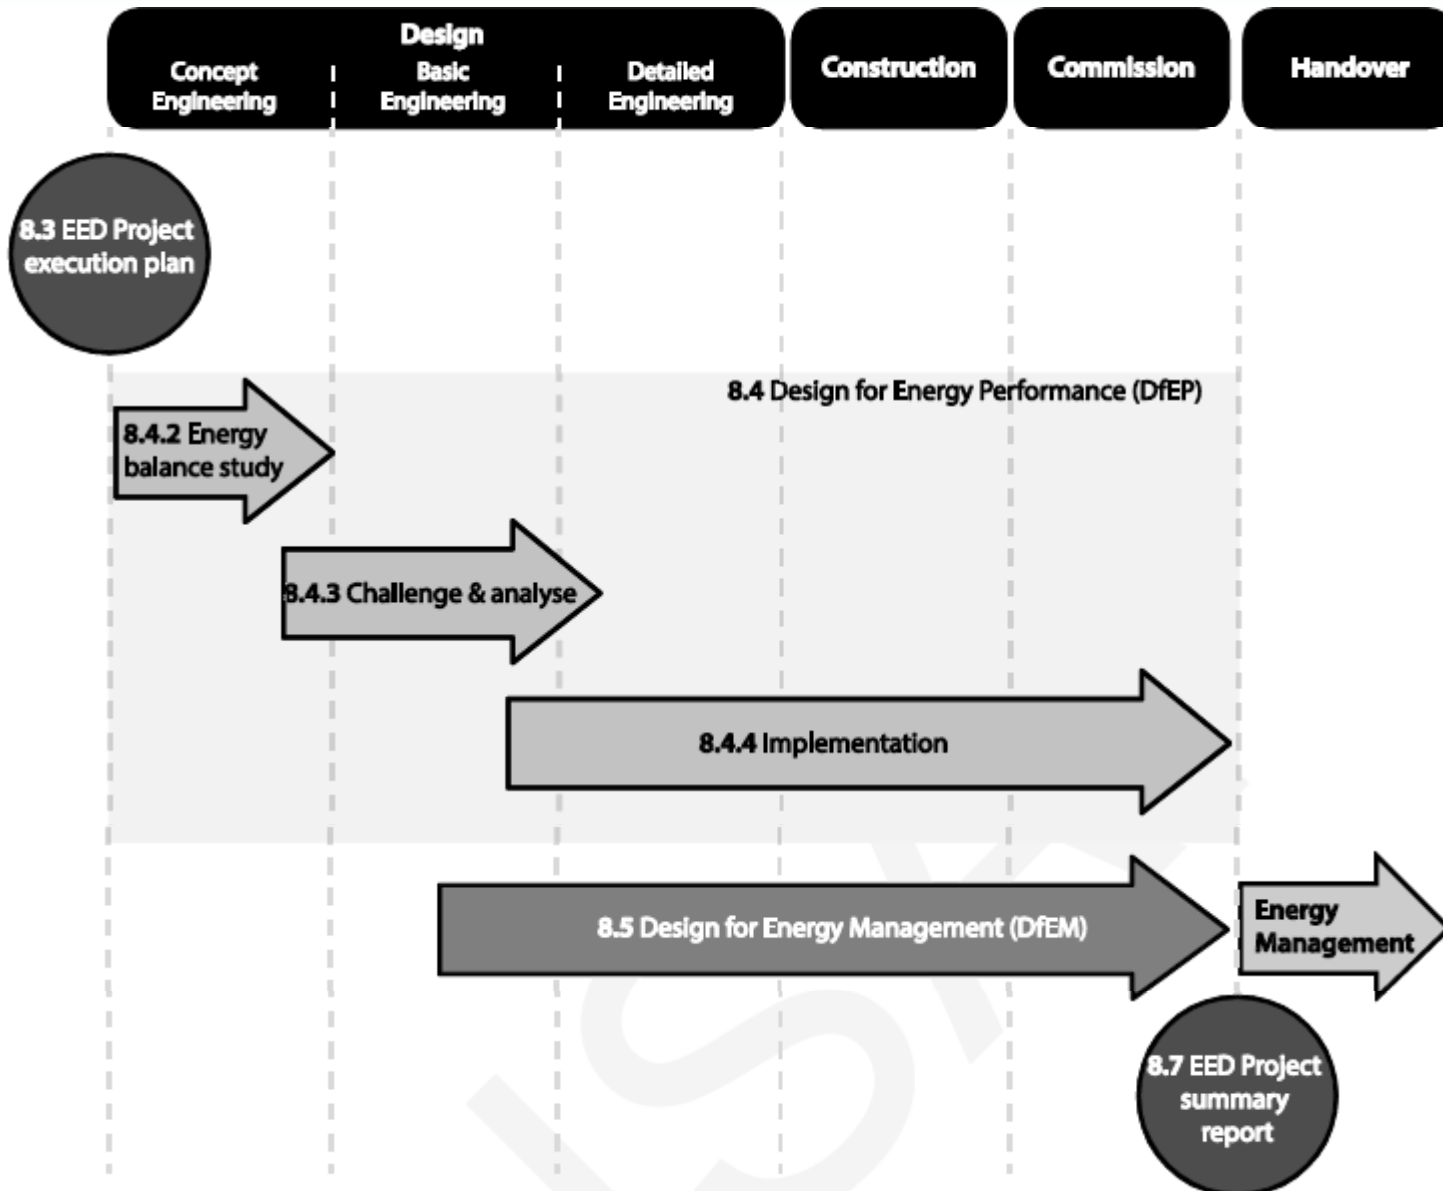 Design
Concept
Engineering
Basic
Engineering
Detailed
Engineering
Construction
Commission
Handover
8.3 EED Project
execution plan
8.4 Design for Energy Performance (DfEP)
8.4.2 Energy
balance study
8.4.3 Challenge & analyse
8.4.4 Implementation
8.5 Design for Energy Management (DfEM)
Energy
Management
8.7 EED Project
summary
report